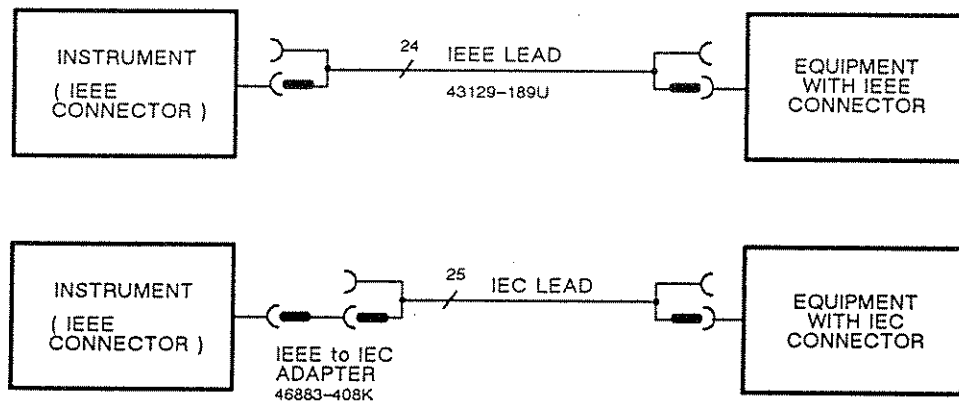 INSTRUMENT
( IEEE
CONNECTOR )
24
IEEE LEAD
43129-189U
EQUIPMENT
WITH IEEE
CONNECTOR
INSTRUMENT
( IEEE
CONNECTOR )
IEEE to IEC
ADAPTER
46883-408K
25
IEC LEAD
EQUIPMENT
WITH IEC
CONNECTOR